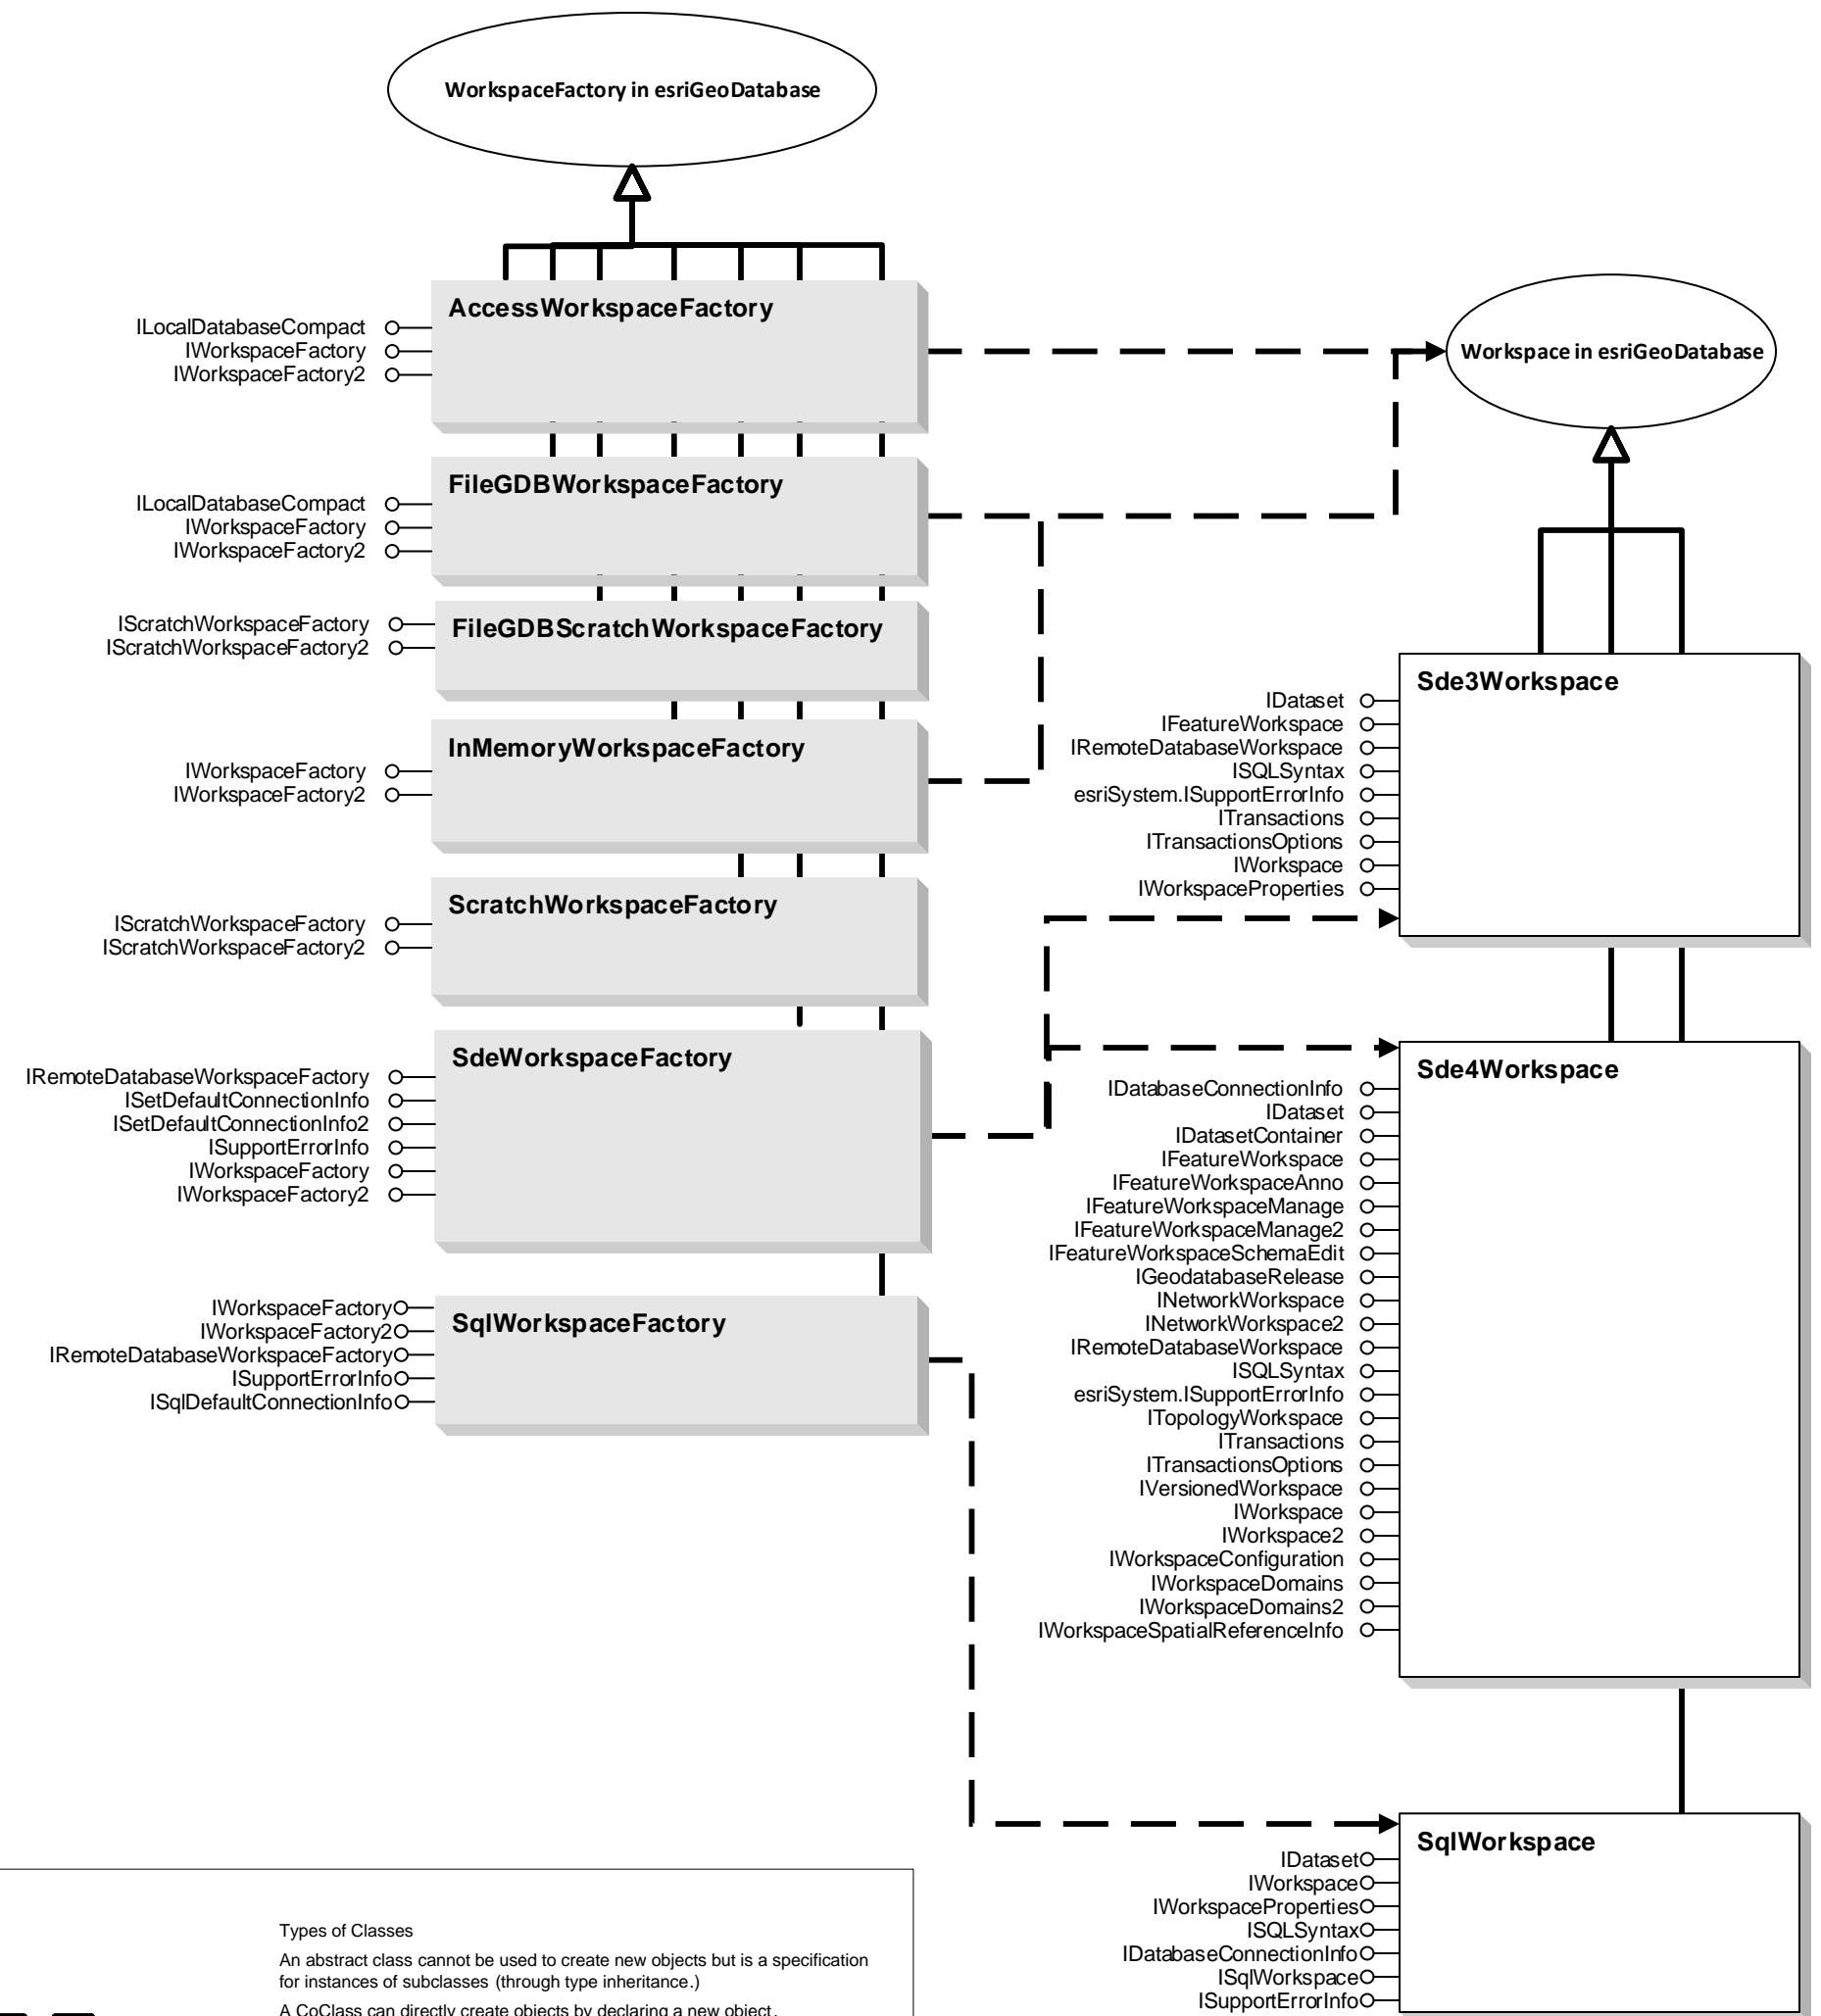 WorkspaceFactory in esriGeoDatabase
AccessWorkspaceFactory
ILocalDatabaseCompact
IWorkspaceFactory
IWorkspaceFactory2
Workspace in esriGeoDatabase
FileGDBWorkspaceFactory
ILocalDatabaseCompact
IWorkspaceFactory
IWorkspaceFactory2
FileGDBScratchWorkspaceFactory
IScratchWorkspaceFactory
IScratchWorkspaceFactory2
InMemoryWorkspaceFactory
IWorkspaceFactory
IWorkspaceFactory2
ScratchWorkspaceFactory
IScratchWorkspaceFactory
IScratchWorkspaceFactory2
SdeWorkspaceFactory
IRemoteDatabaseWorkspaceFactory
ISetDefaultConnectionInfo
ISetDefaultConnectionInfo2
ISupportErrorInfo
IWorkspaceFactory
IWorkspaceFactory2
SqlWorkspaceFactory
IWorkspaceFactory
IWorkspaceFactory2
IRemoteDatabaseWorkspaceFactory
ISupportErrorInfo
ISqlDefaultConnectionInfo
Sde3Workspace
IDataset
IFeatureWorkspace
IRemoteDatabaseWorkspace
ISQLSyntax
esriSystem.ISupportErrorInfo
ITransactions
ITransactionsOptions
IWorkspace
IWorkspaceProperties
Sde4Workspace
IDatabaseConnectionInfo
IDataset
IDatasetContainer
IFeatureWorkspace
IFeatureWorkspaceAnno
IFeatureWorkspaceManage
IFeatureWorkspaceManage2
IFeatureWorkspaceSchemaEdit
IGeodatabaseRelease
INetworkWorkspace
INetworkWorkspace2
IRemoteDatabaseWorkspace
ISQLSyntax
esriSystem.ISupportErrorInfo
ITopologyWorkspace
ITransactions
ITransactionsOptions
IVersionedWorkspace
IWorkspace
IWorkspace2
IWorkspaceConfiguration
IWorkspaceDomains
IWorkspaceDomains2
IWorkspaceSpatialReferenceInfo
SqlWorkspace
IDataset
IWorkspace
IWorkspaceProperties
ISQLSyntax
IDatabaseConnectionInfo
ISqlWorkspace
ISupportErrorInfo
Types of Classes
An abstract class cannot be used to create new objects but is a specification
for instances of subclasses (through type inheritance.)
A CoClass can directly create objects by declaring a new object.